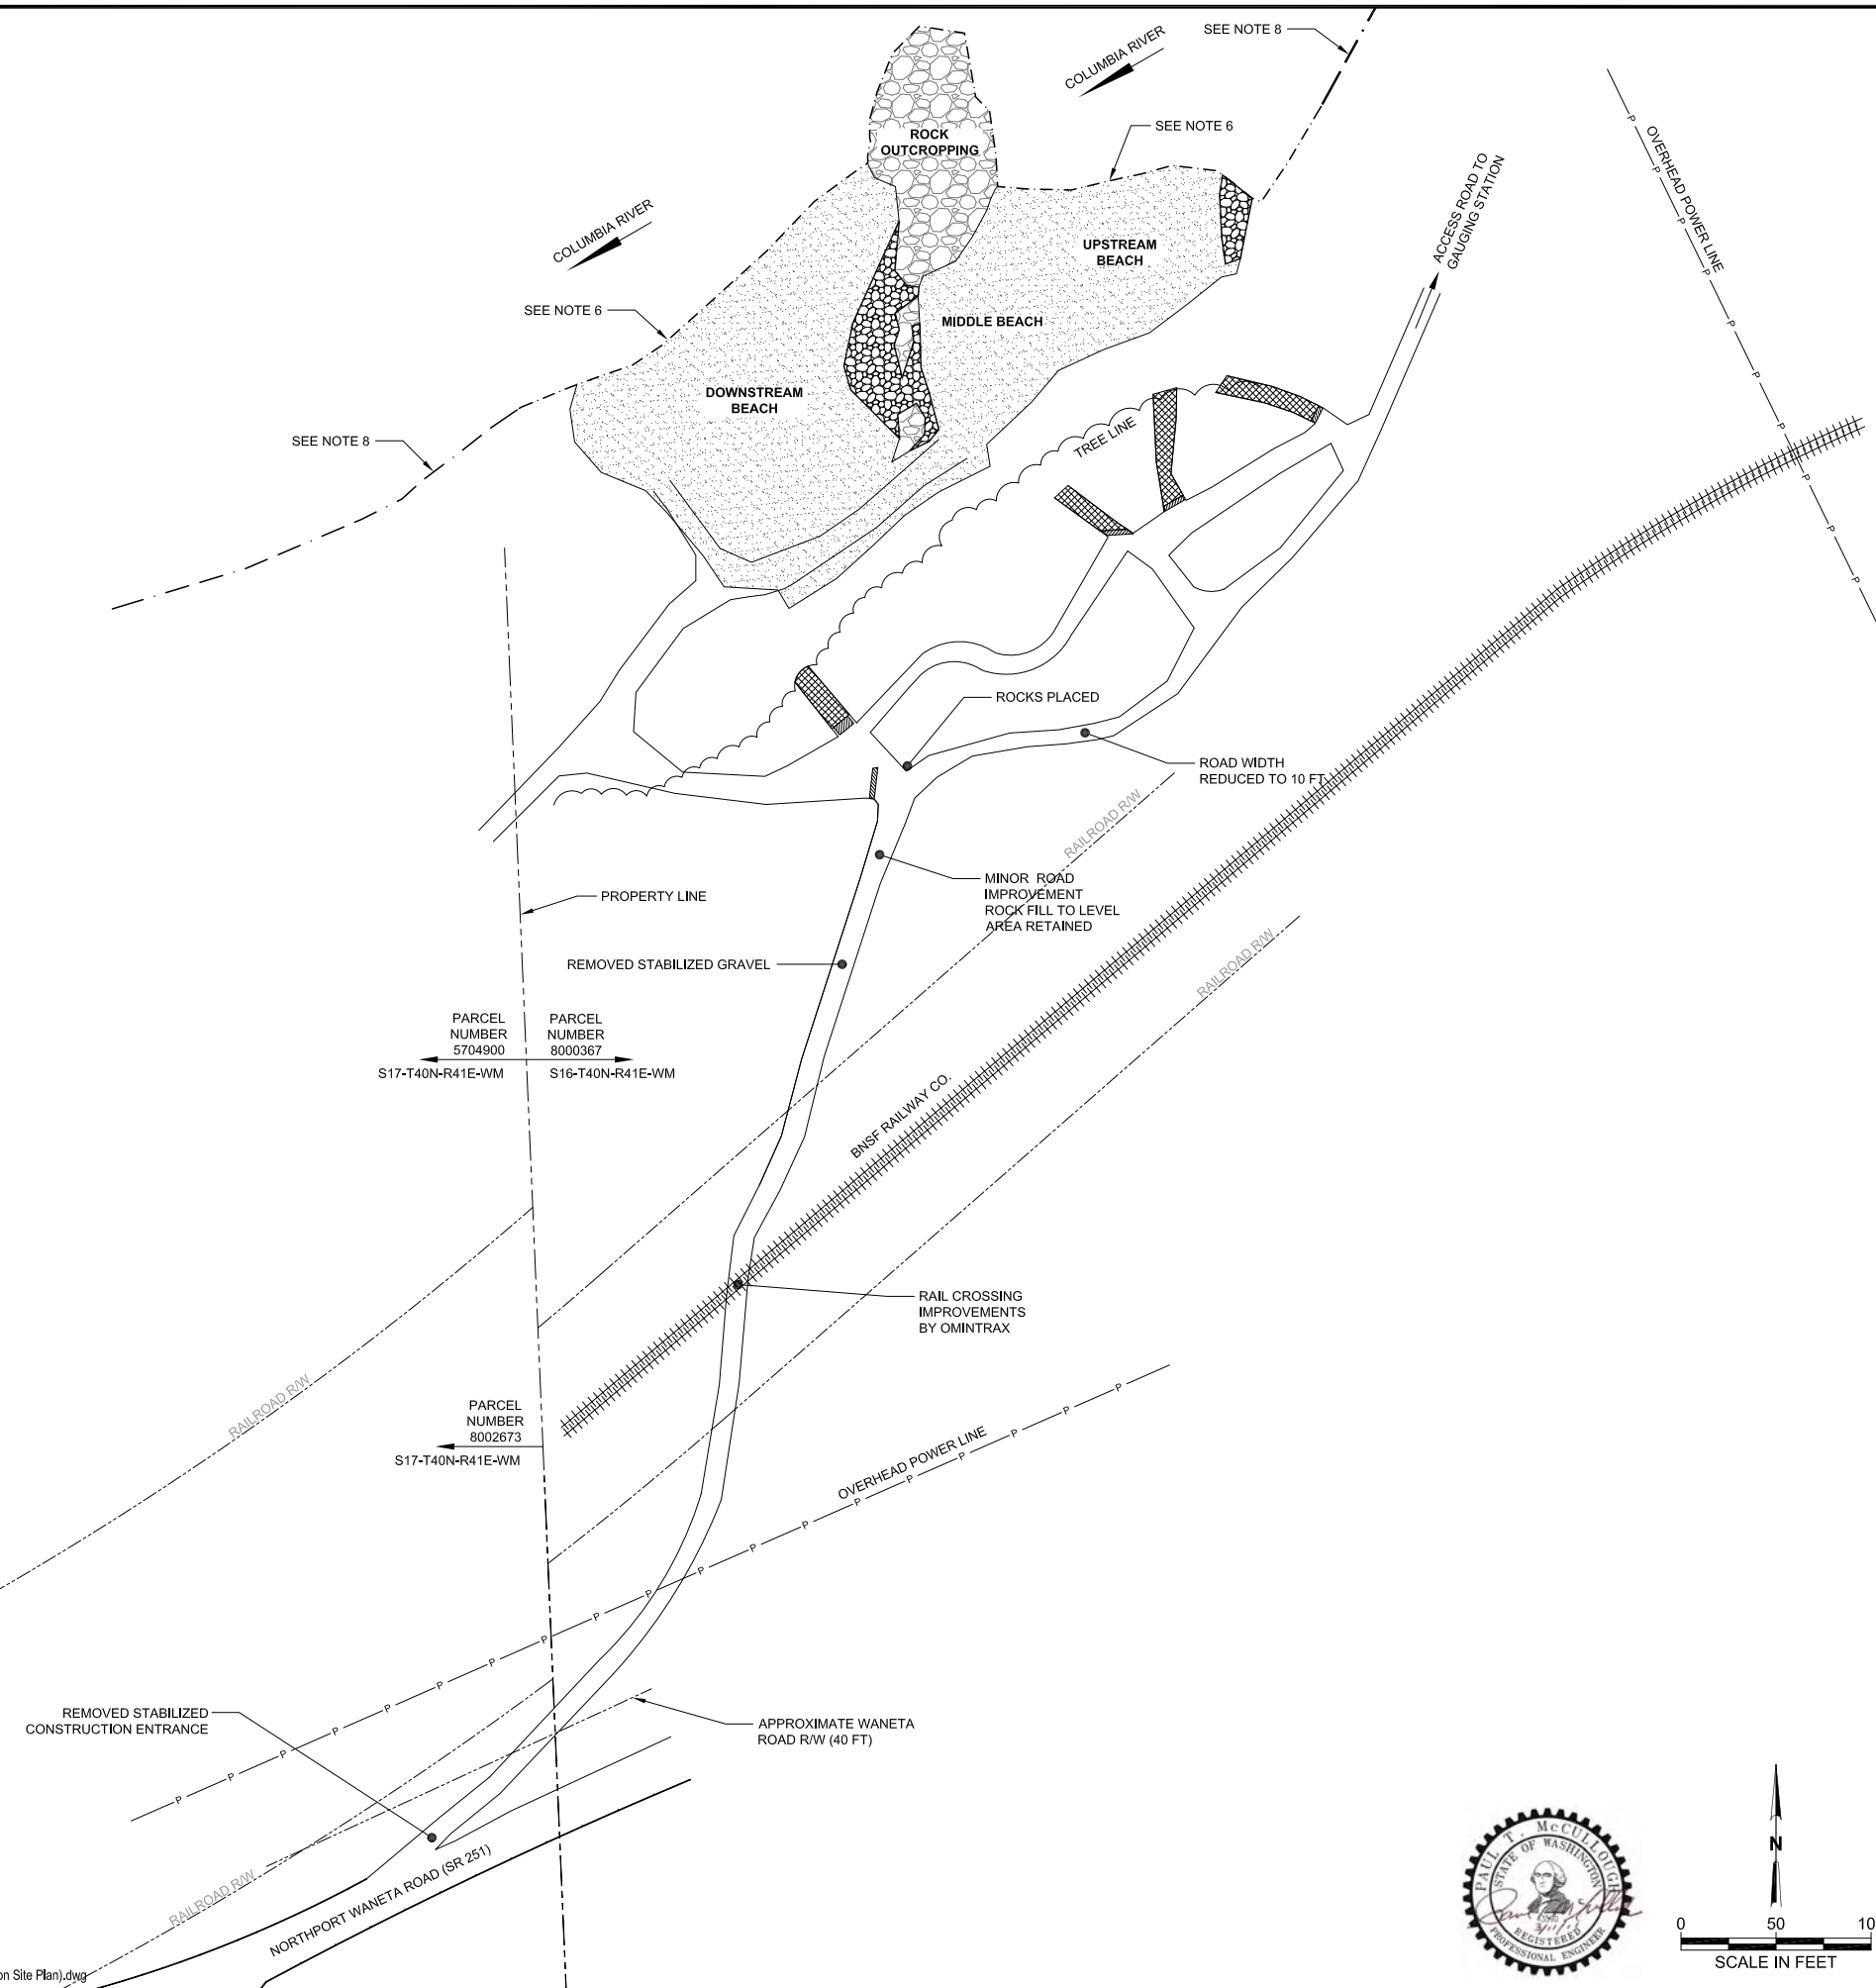 SEE NOTE 8
COLUMBIA RIVER
SEE NOTE 6
ROCK
OUTCROPPING
OVERHEAD POWER LINE
ACCESS ROAD TO
GAUGING STATION
COLUMBIA RIVER
UPSTREAM
BEACH
SEE NOTE 6
MIDDLE BEACH
DOWNSTREAM
BEACH
SEE NOTE 8
TREE LINE
ROCKS PLACED
ROAD WIDTH
REDUCED TO 10 FT
RAILROAD R/W
MINOR ROAD
IMPROVEMENT
ROCK FILL TO LEVEL
AREA RETAINED
PROPERTY LINE
RAILROAD R/W
REMOVED STABILIZED GRAVEL
PARCEL
NUMBER
5704900
S17-T40N-R41E-WM
PARCEL
NUMBER
8000367
S16-T40N-R41E-WM
BNSF RAILWAY CO.
RAIL CROSSING
IMPROVEMENTS
BY OMINTRAX
RAILROAD R/W
PARCEL
NUMBER
8002673
S17-T40N-R41E-WM
OVERHEAD POWER LINE
P P P P P P P P P P P P P P P P P P P
REMOVED STABILIZED
CONSTRUCTION ENTRANCE
APPROXIMATE WANETA
ROAD R/W (40 FT)
RAILROAD R/W
NORTHPORT WANETA ROAD (SR 251)
PAUL T. McCULLOUGH
STATE OF WASHINGTON
REGISTERED
PROFESSIONAL ENGINEER
N
0 50 10
SCALE IN FEET
on Site Plan).dwg